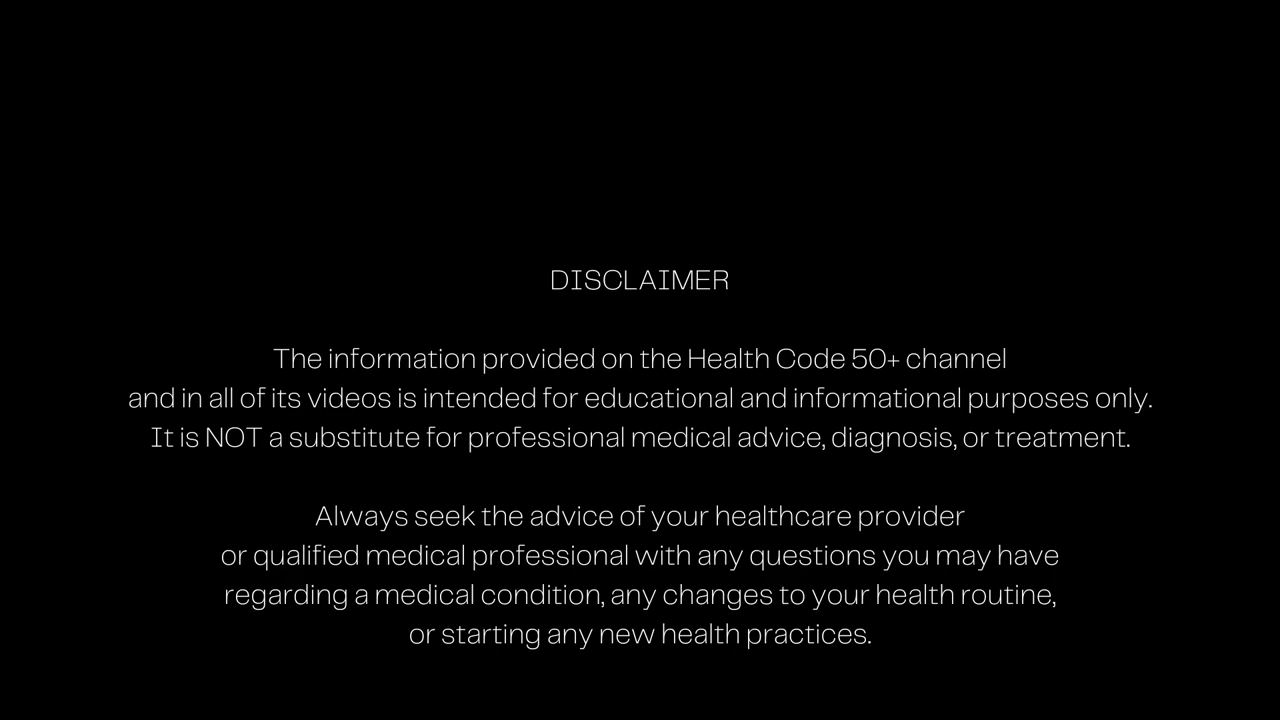 DISCLAIMER
The information provided on the Health Code 50+ channel
and in all of its videos is intended for educational and informational purposes only.
It is NOT a substitute for professional medical advice, diagnosis, or treatment.
Always seek the advice of your healthcare provider
or qualified medical professional with any questions you may have
regarding a medical condition, any changes to your health routine,
or starting any new health practices.